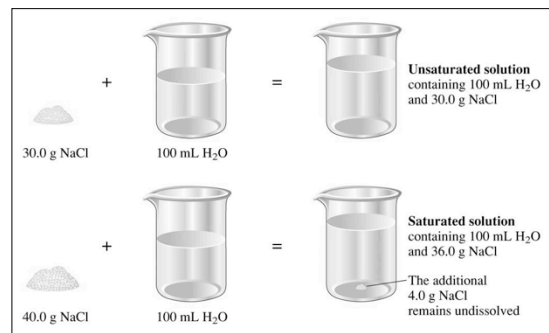 +
=
Unsaturated solution
containing 100 mL H₂O
and 30.0 g NaCl
30.0 g NaCl
100 mL H₂O
+
=
Saturated solution
containing 100 mL H₂O
and 36.0 g NaCl
The additional
4.0 g NaCl
remains undissolved
40.0 g NaCl
100 mL H₂O